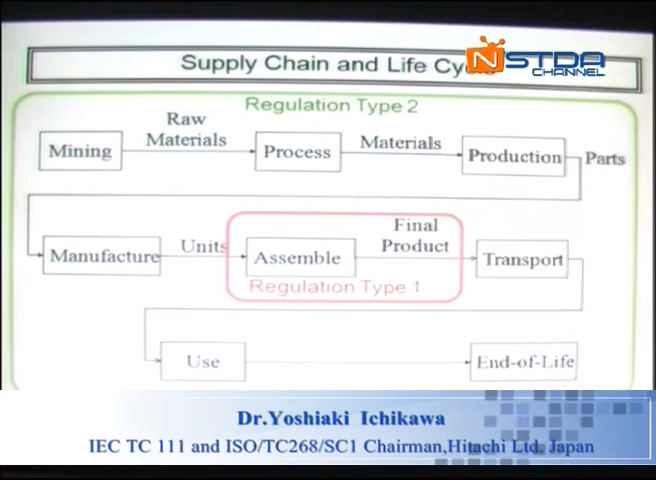 Supply Chain and Life Cycle
NSTDA
CHANNEL
Regulation Type 2
Raw
Materials
Mining
Process
Materials
Production
Parts
Manufacture
Units
Assemble
Final
Product
Transport
Regulation Type 1
Use
End-of-Life
Dr.Yoshiaki Ichikawa
IEC TC 111 and ISO/TC268/SC1 Chairman,Hitachi Ltd, Japan